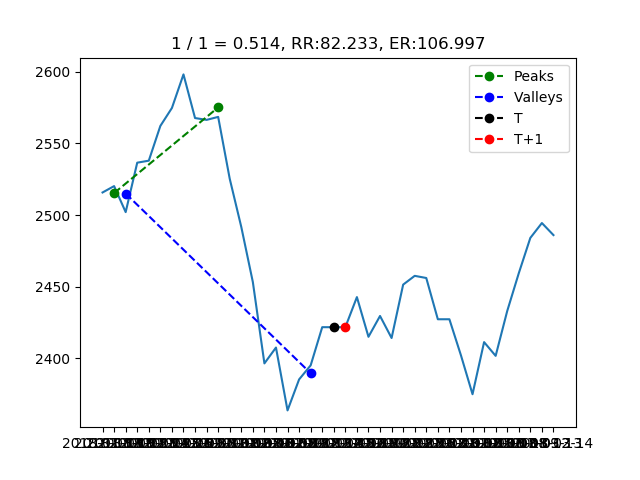 1 / 1 = 0.514, RR:82.233, ER:106.997
Peaks
Valleys
T
T+1
2600
2550
2500
2450
2400